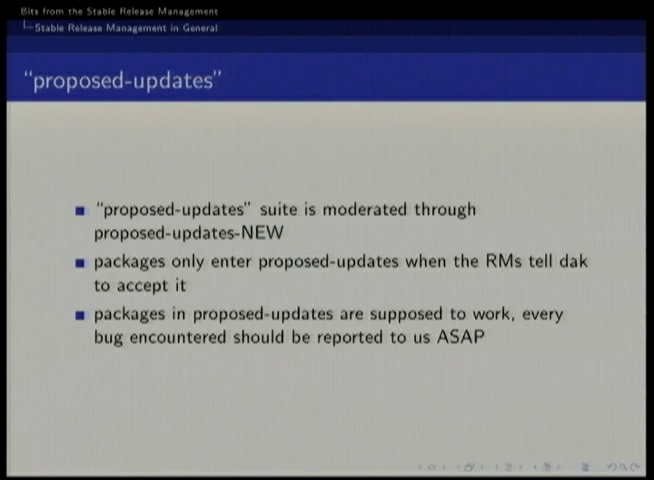 Bits from the Stable Release Management
Stable Release Management in General
“proposed-updates”
“proposed-updates” suite is moderated through
proposed-updates-NEW
packages only enter proposed-updates when the RMs tell dak
to accept it
packages in proposed-updates are supposed to work, every
bug encountered should be reported to us ASAP